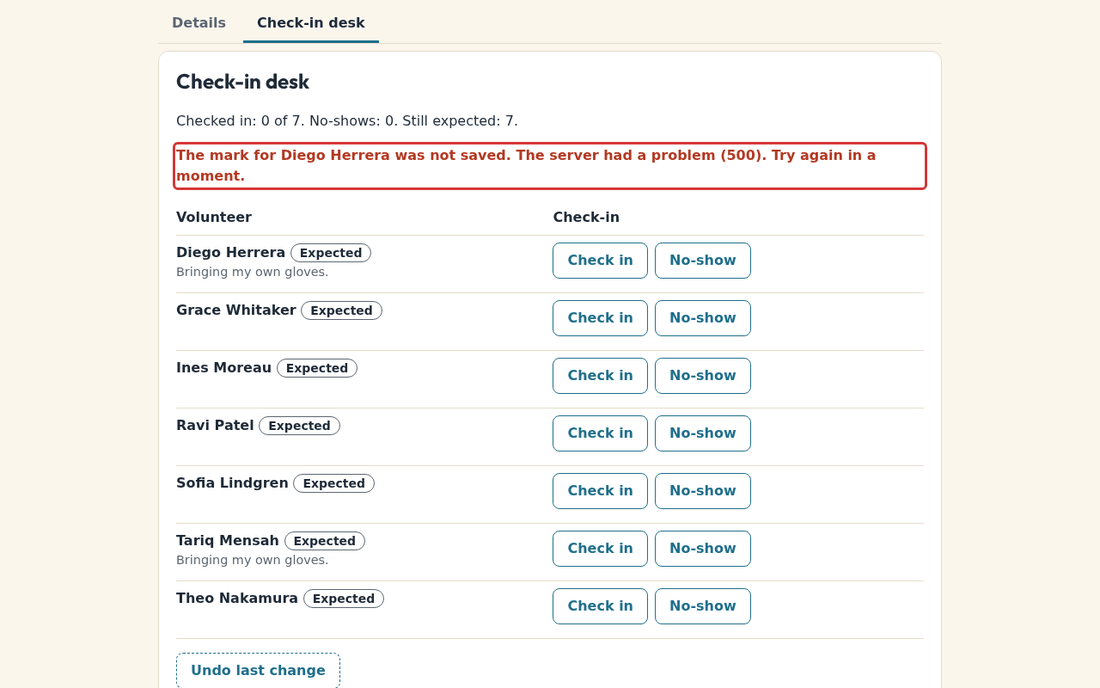 Details Check-in desk
Check-in desk
Checked in: 0 of 7. No-shows: 0. Still expected: 7.
The mark for Diego Herrera was not saved. The server had a problem (500). Try again in a
moment.
Volunteer Check-in
Diego Herrera Expected Check in No-show
Bringing my own gloves.
Grace Whitaker Expected Check in No-show
Ines Moreau Expected Check in No-show
Ravi Patel Expected Check in No-show
Sofia Lindgren Expected Check in No-show
Tariq Mensah Expected Check in No-show
Bringing my own gloves.
Theo Nakamura Expected Check in No-show
Undo last change